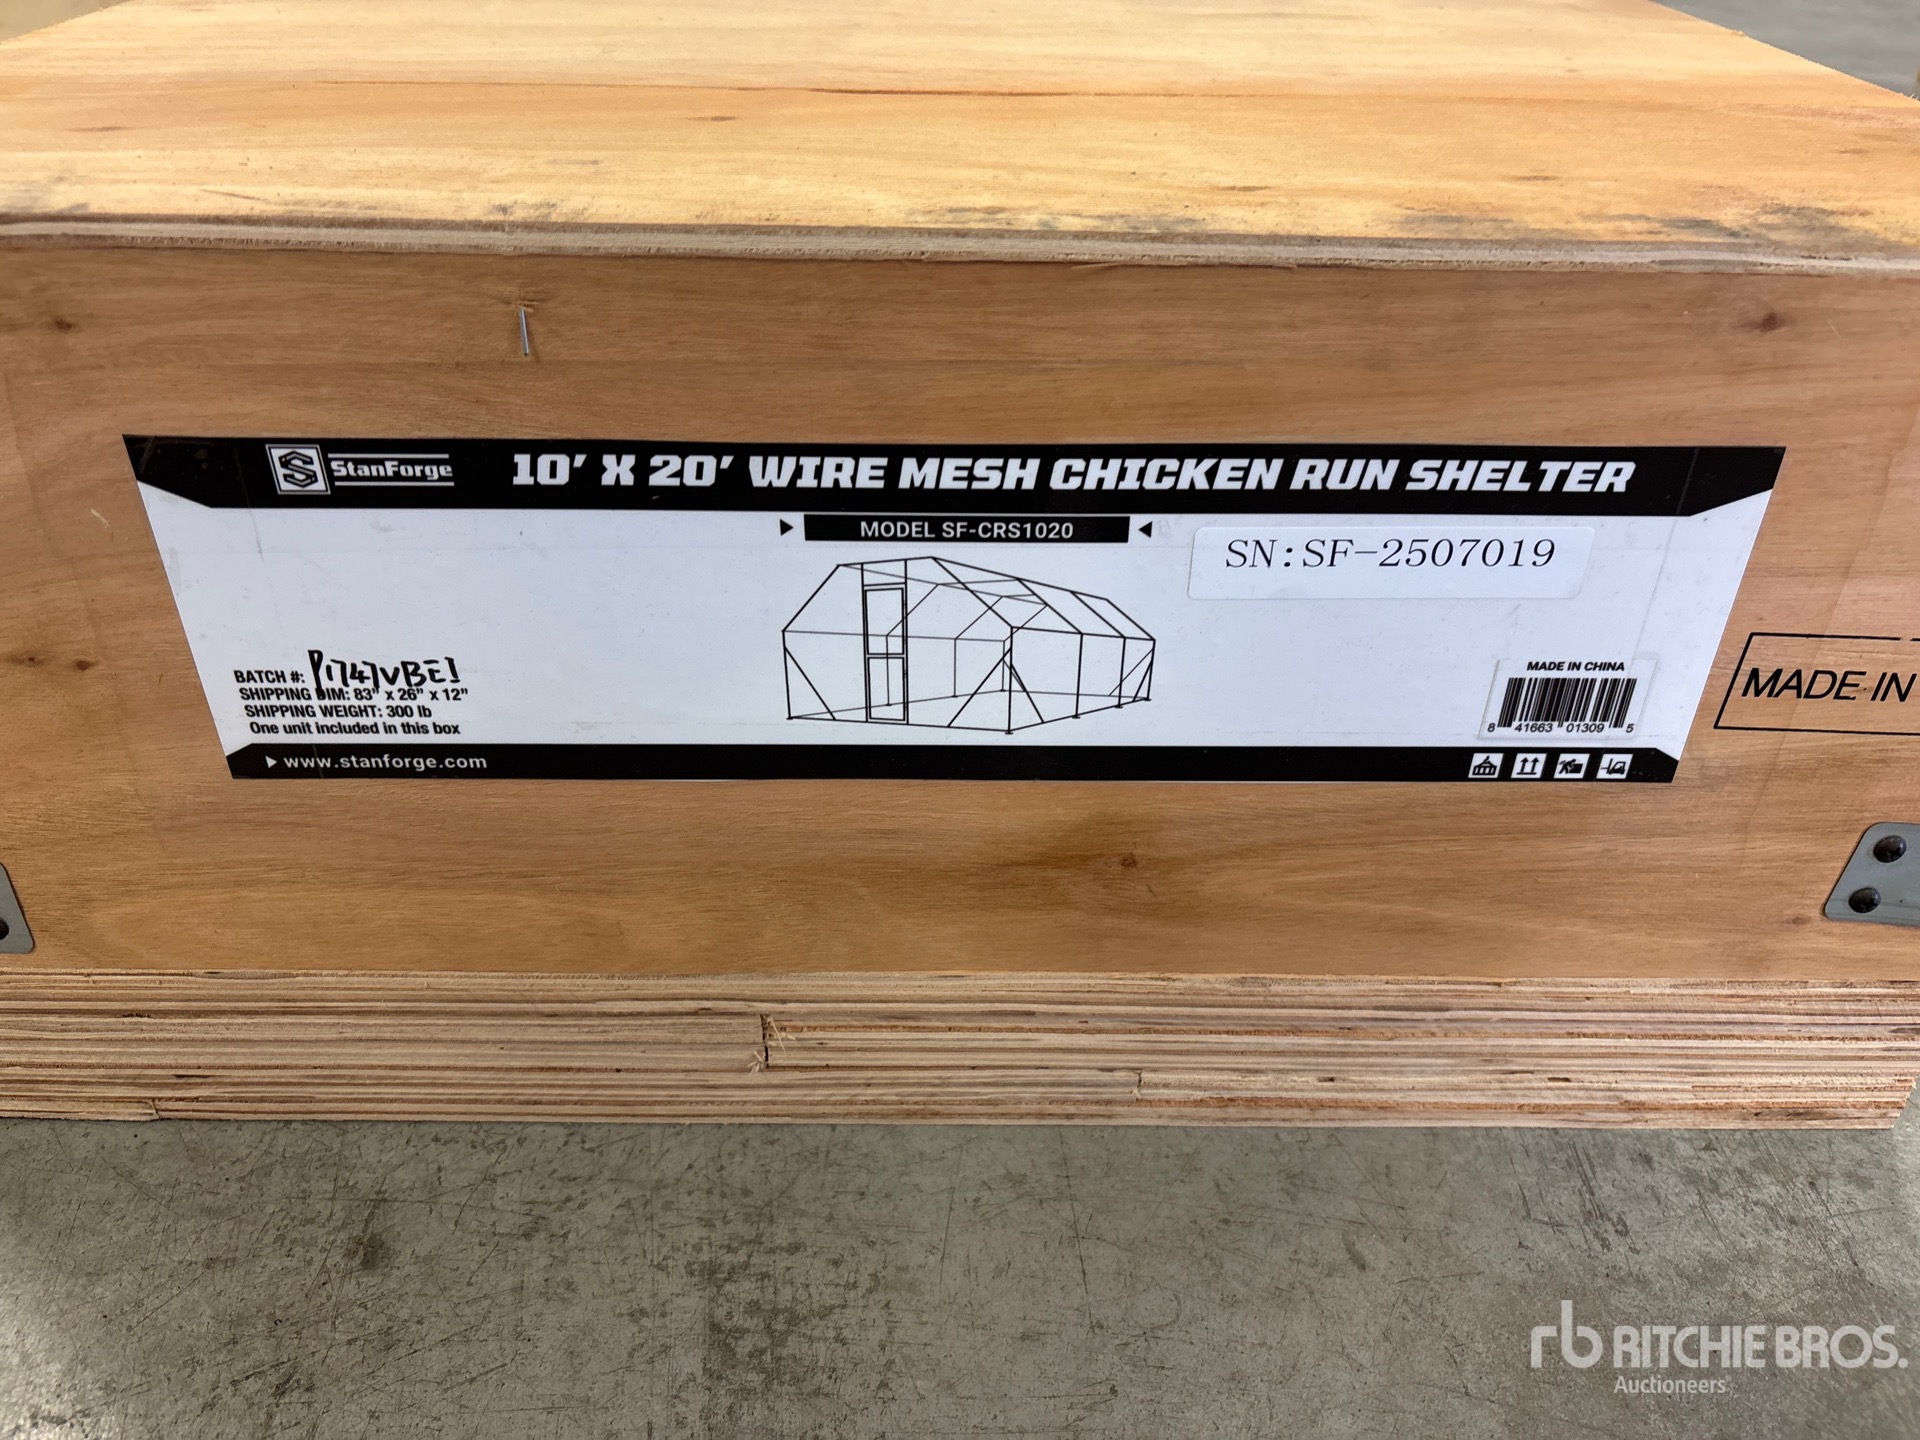 StanForge
10' X 20' WIRE MESH CHICKEN RUN SHELTER
MODEL SF-CRS1020
SN:SF-2507019
BATCH #:
SHIPPING DIM: 83" x 26" x 12"
SHIPPING WEIGHT: 300 lb
One unit included in this box
MADE IN CHINA
8 41663 01309 5
MADE IN
www.stanforge.com
rb RITCHIE BROS.
Auctioneers